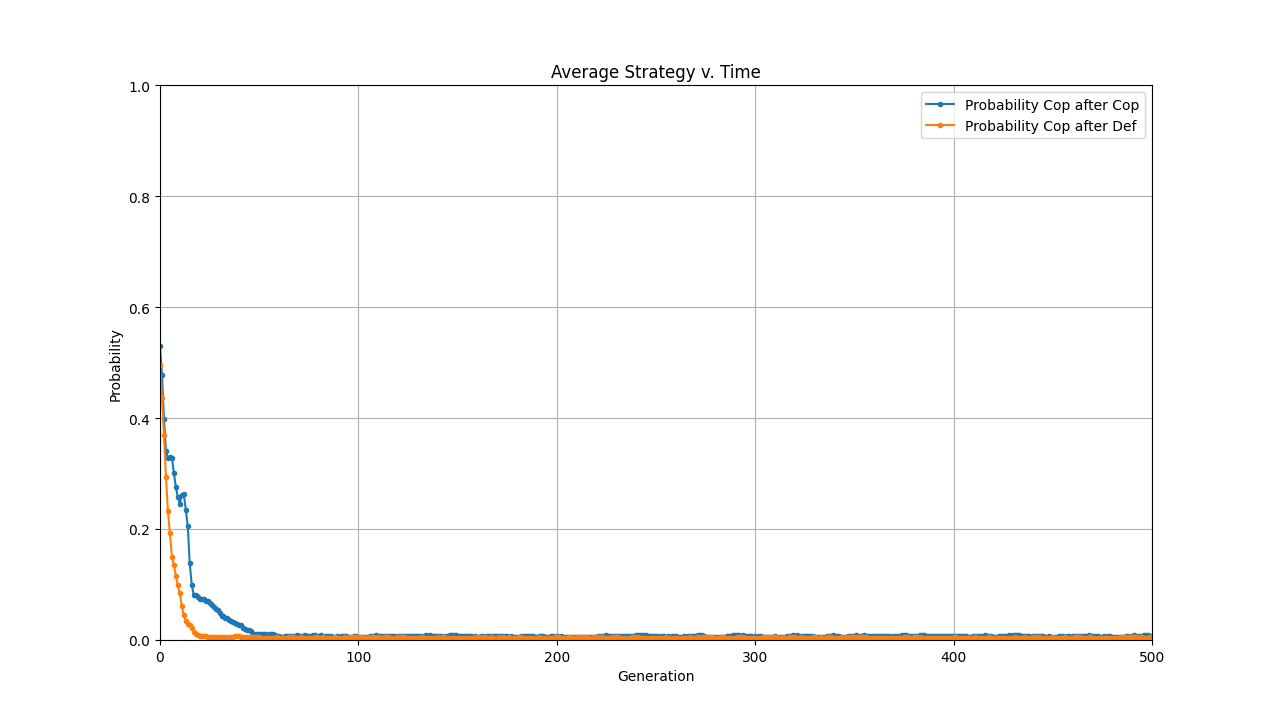 Average Strategy v. Time
Probability Cop after Cop
Probability Cop after Def
1.0
0.8
0.6
0.4
0.2
0.0
Probability
0 100 200 300 400 500
Generation